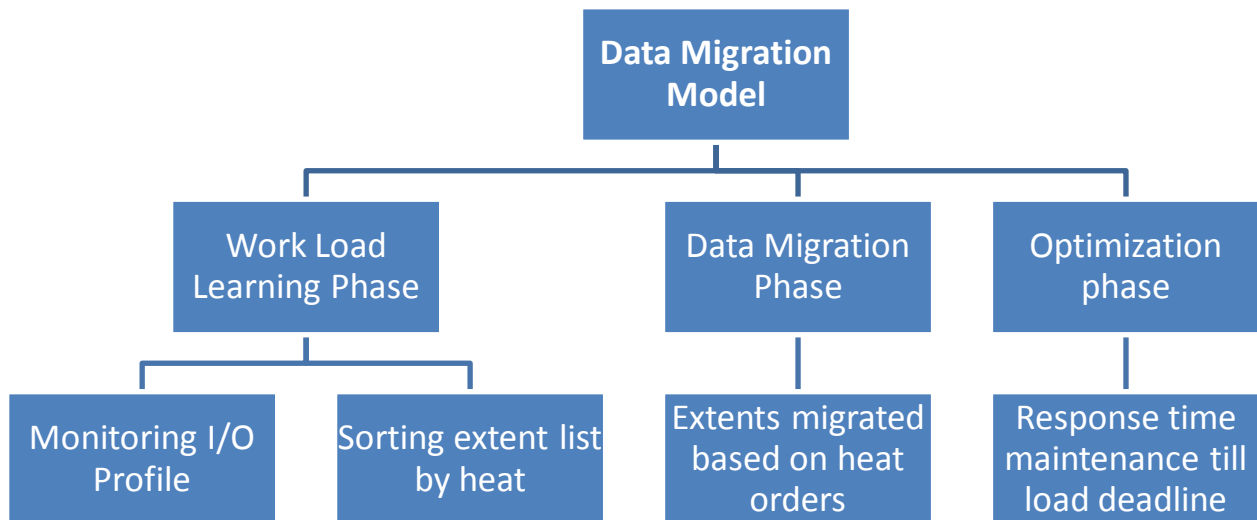 Data Migration
Model
Work Load
Learning Phase
Data Migration
Phase
Optimization
phase
Monitoring I/O
Profile
Sorting extent list
by heat
Extents migrated
based on heat
orders
Response time
maintenance till
load deadline